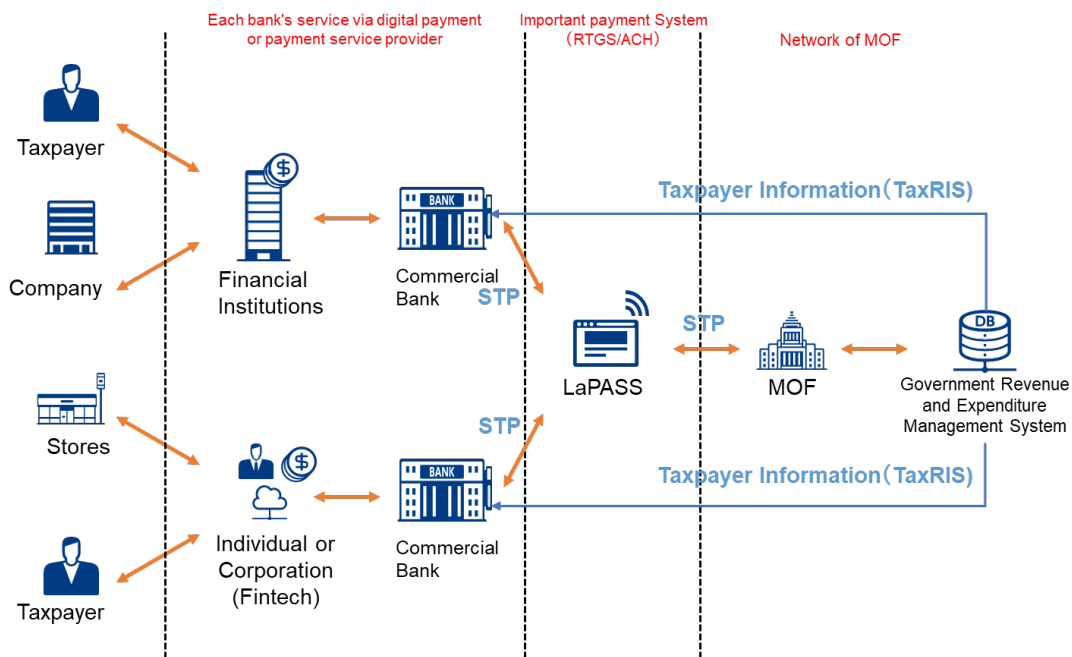 Each bank's service via digital payment
or payment service provider
Important payment System
（RTGS/ACH）
Network of MOF
Taxpayer
Company
Stores
Taxpayer
$
Financial
Institutions
$
Individual or
Corporation
(Fintech)
BANK
Commercial
Bank
BANK
Commercial
Bank
STP
STP
LaPASS
STP
MOF
Taxpayer Information（TaxRIS)
DB
Government Revenue
and Expenditure
Management System
Taxpayer Information（TaxRIS)